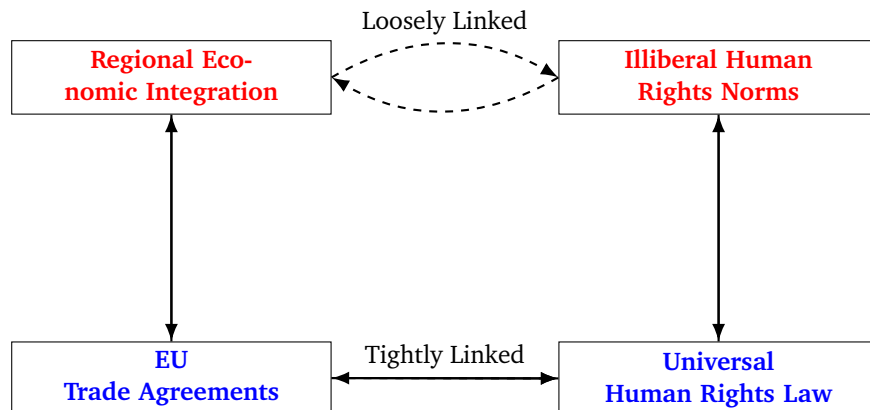 Loosely Linked
Regional Eco-
nomic Integration
Illiberal Human
Rights Norms
EU
Trade Agreements
Tightly Linked
Universal
Human Rights Law